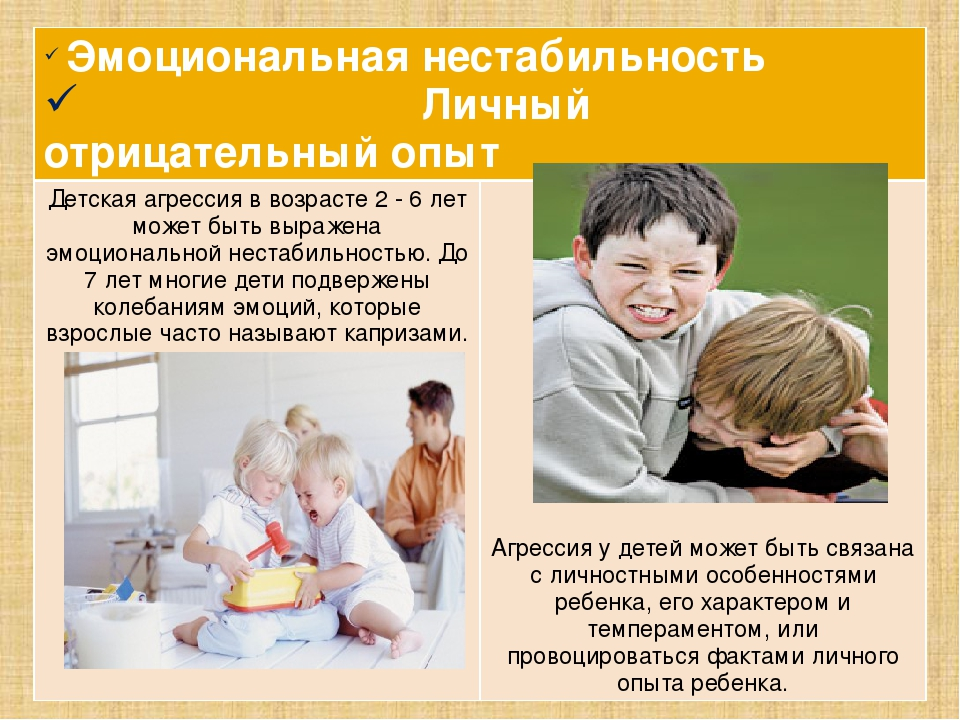 ✓ Эмоциональная нестабильность
✓ Личный
отрицательный опыт
Детская агрессия в возрасте 2 - 6 лет
может быть выражена
эмоциональной нестабильностью. До
7 лет многие дети подвержены
колебаниям эмоций, которые
взрослые часто называют капризами.
Агрессия у детей может быть связана
с личностными особенностями
ребенка, его характером и
темпераментом, или
провоцироваться фактами личного
опыта ребенка.